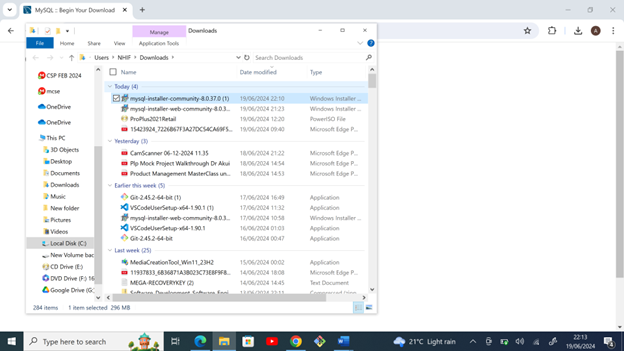 MySQL :: Begin Your Download
Manage
Downloads
File
Home
Share
View
Application Tools
Users
NHIF
Downloads
Search Downloads
Name
Date modified
Type
CSP FEB 2024
mcse
OneDrive
OneDrive
This PC
3D Objects
Desktop
Documents
Downloads
Music
New folder
Pictures
Videos
Local Disk (C:)
New Volume bac
CD Drive (E:)
DVD Drive (F:) 16
Google Drive (G:
Today (4)
mysql-installer-community-8.0.37.0 (1) 19/06/2024 22:10 Windows Installer ...
mysql-installer-web-community-8.0.3... 19/06/2024 21:23 Windows Installer ...
ProPlus2021Retail 19/06/2024 12:20 PowerISO File
15423924_7226B67F3A27DC54CA69F5... 19/06/2024 09:40 Microsoft Edge P...
Yesterday (3)
CamScanner 06-12-2024 11.35 18/06/2024 21:22 Microsoft Edge P...
Plp Mock Project Walkthrough Dr Akui 18/06/2024 14:54 Microsoft Edge P...
Product Management MasterClass un... 18/06/2024 14:53 Microsoft Edge P...
Earlier this week (5)
Git-2.45.2-64-bit (1) 17/06/2024 16:49 Application
VSCodeUserSetup-x64-1.90.1 (1) 17/06/2024 11:32 Application
mysql-installer-web-community-8.0.3... 17/06/2024 10:58 Windows Installer ...
VSCodeUserSetup-x64-1.90.1 16/06/2024 01:03 Application
Git-2.45.2-64-bit 16/06/2024 00:47 Application
Last week (25)
MediaCreationTool_Win11_23H2 15/06/2024 00:02 Application
11937833_6B36871A3B023C73E8F9F8... 14/06/2024 18:08 Microsoft Edge P...
MEGA-RECOVERYKEY (2) 14/06/2024 14:45 Text Document
284 items
1 item selected 296 MB
Type here to search
21°C Light rain
22:13
19/06/2024
A
4